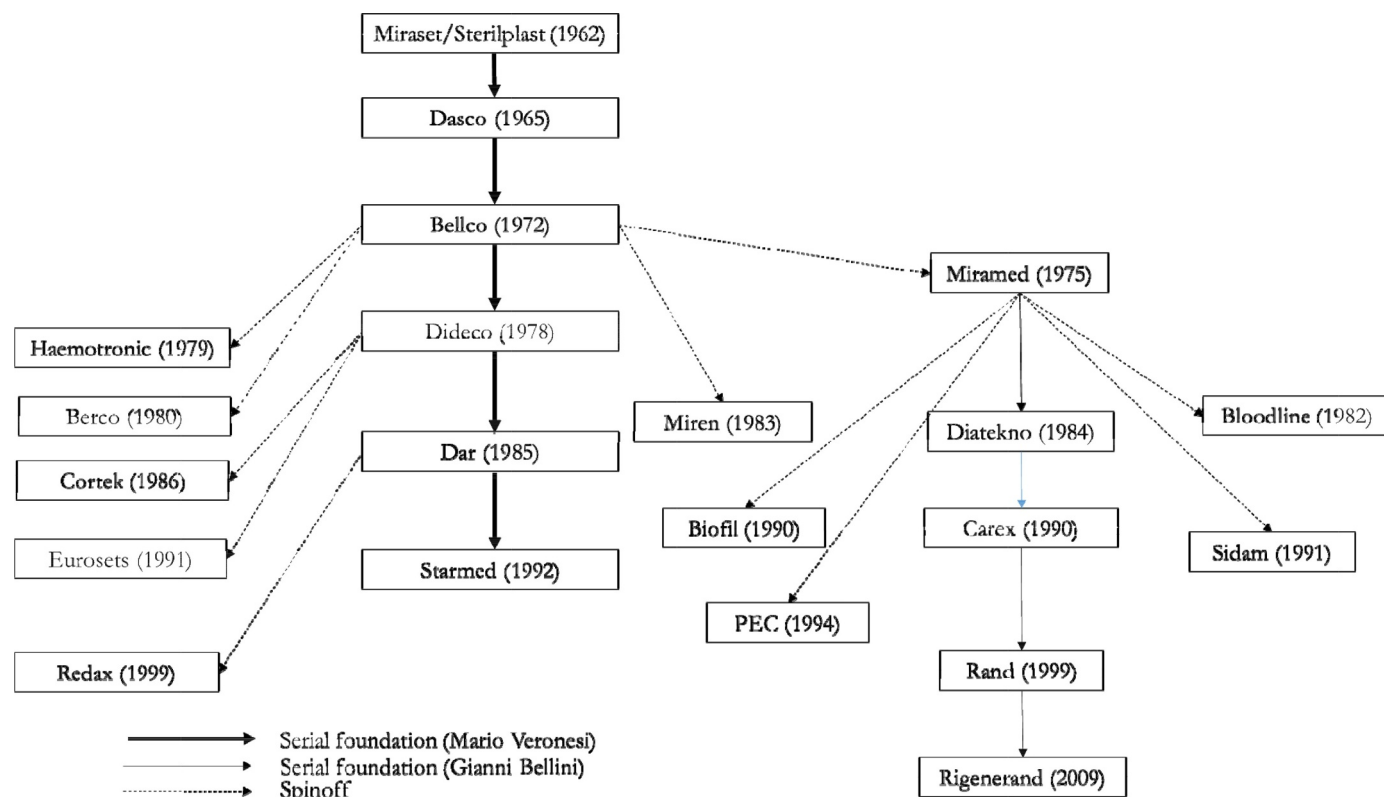 Miraset/Sterilplast (1962)
Dasco (1965)
Bellco (1972)
Miramed (1975)
Dideco (1978)
Haemotronic (1979)
Berco (1980)
Miren (1983)
Diatekno (1984)
Bloodline (1982)
Dar (1985)
Cortek (1986)
Biofil (1990)
Carex (1990)
Sidam (1991)
Eurosets (1991)
Starmed (1992)
PEC (1994)
Redax (1999)
Rand (1999)
Rigenerand (2009)
Serial foundation (Mario Veronesi)
Serial foundation (Gianni Bellini)
Spinoff